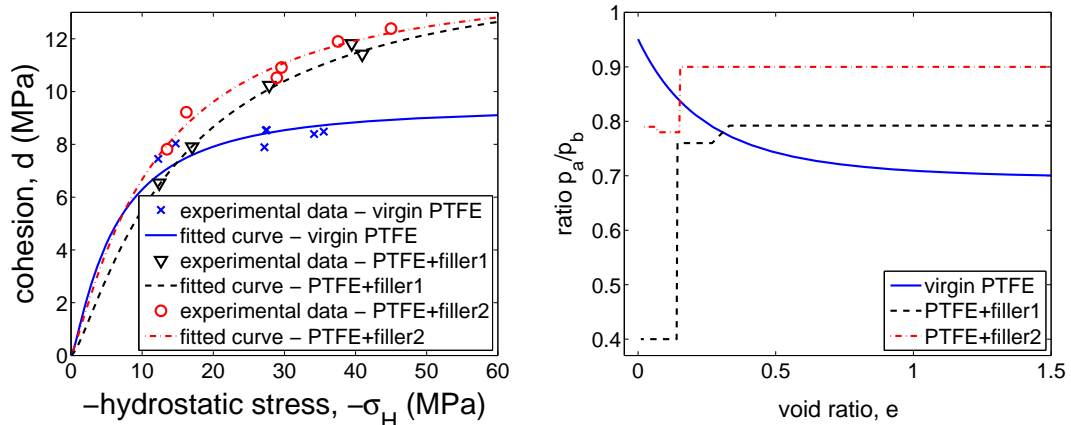 cohesion, d (MPa)
12
10
8
6
4
2
0
0 10 20 30 40 50 60
–hydrostatic stress, –σH (MPa)
experimental data – virgin PTFE
fitted curve – virgin PTFE
experimental data – PTFE+filler1
fitted curve – PTFE+filler1
experimental data – PTFE+filler2
fitted curve – PTFE+filler2
ratio pa/pb
1
0.9
0.8
0.7
0.6
0.5
0.4
0 0.5 1 1.5
void ratio, e
virgin PTFE
PTFE+filler1
PTFE+filler2